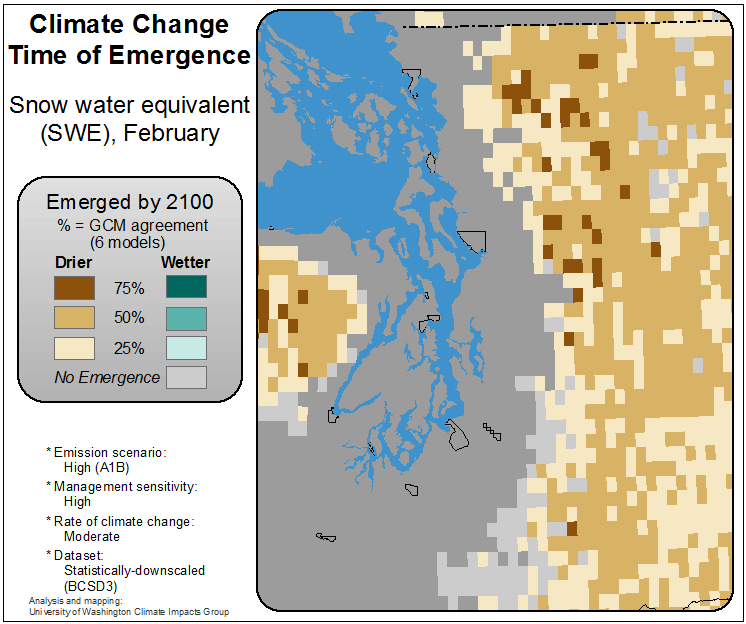 Climate Change
Time of Emergence
Snow water equivalent
(SWE), February
Emerged by 2100
% = GCM agreement
(6 models)
Drier Wetter
75%
50%
25%
No Emergence
* Emission scenario:
High (A1B)
* Management sensitivity:
High
* Rate of climate change:
Moderate
* Dataset:
Statistically-downscaled
(BCSD3)
Analysis and mapping:
University of Washington Climate Impacts Group